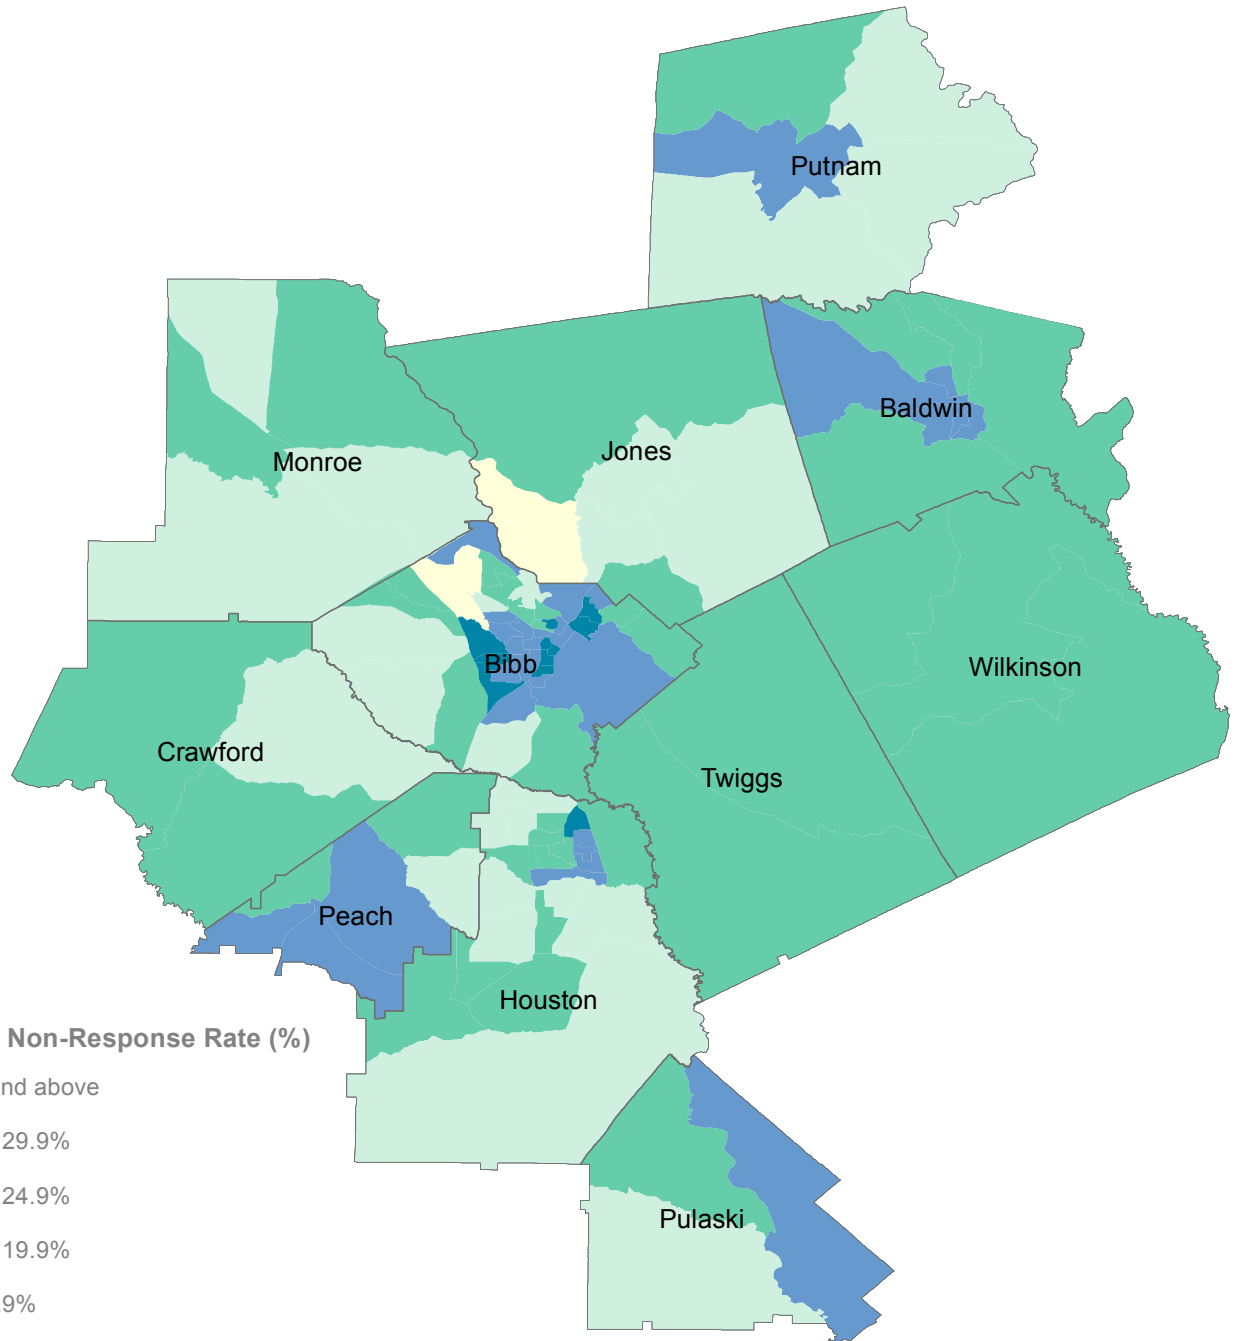 Putnam
Baldwin
Jones
Monroe
Bibb
Wilkinson
Crawford
Twiggs
Peach
Houston
Non-Response Rate (%)
nd above
29.9%
24.9%
19.9%
9%
Pulaski